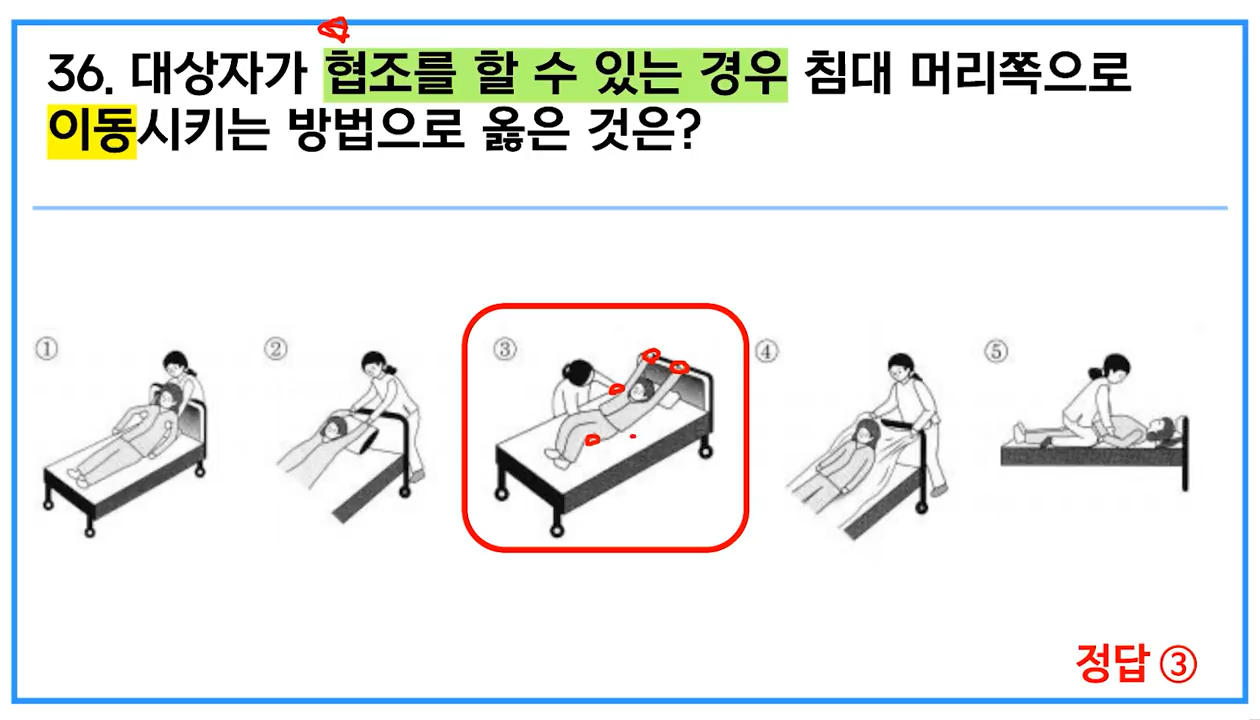 36. 대상자가 협조를 할 수 있는 경우 침대 머리쪽으로
이동시키는 방법으로 옳은 것은?
①
②
③
④
⑤
정답 ③